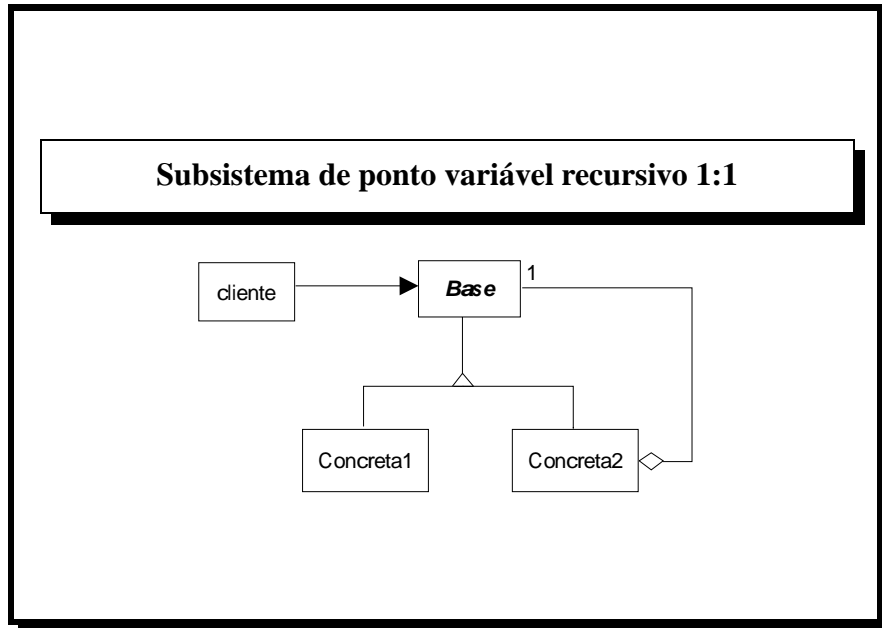 Subsistema de ponto variável recursivo 1:1
cliente
Base
1
Concreta1
Concreta2